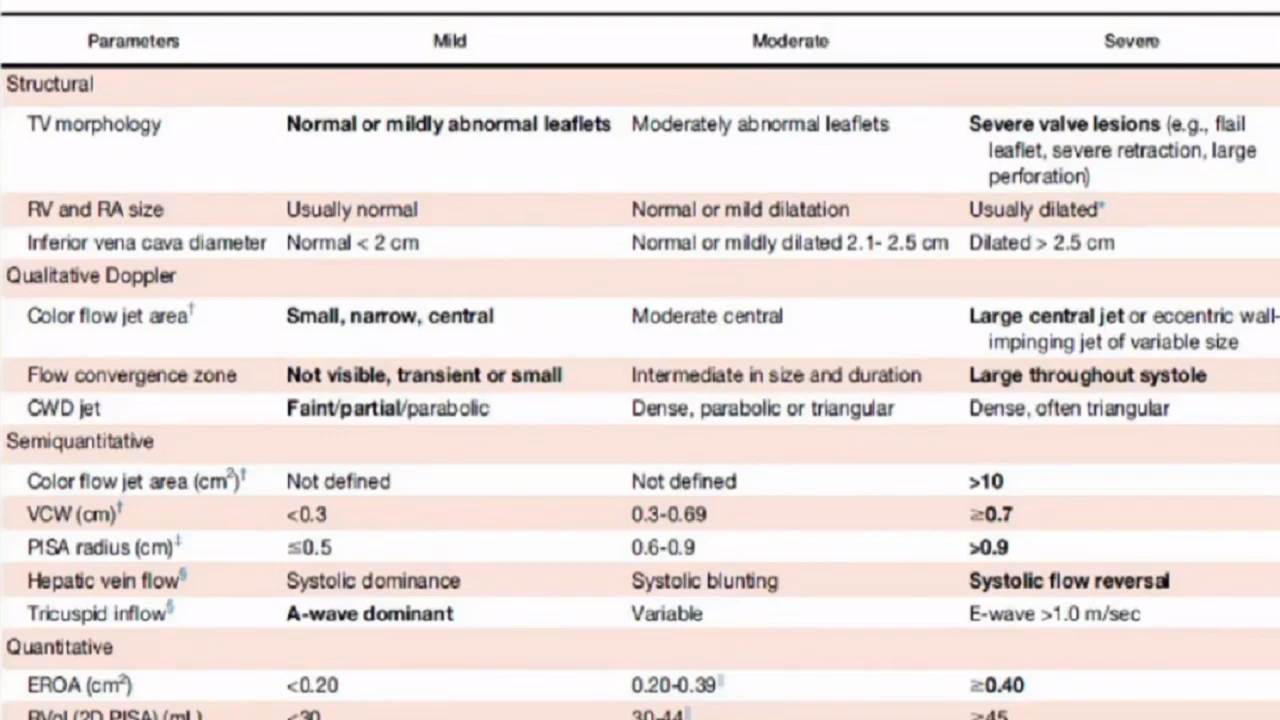 Parameters Mild Moderate Severe
Structural
TV morphology Normal or mildly abnormal leaflets Moderately abnormal leaflets Severe valve lesions (e.g., flail
leaflet, severe retraction, large
perforation)
RV and RA size Usually normal Normal or mild dilatation Usually dilated*
Inferior vena cava diameter Normal < 2 cm Normal or mildly dilated 2.1- 2.5 cm Dilated > 2.5 cm
Qualitative Doppler
Color flow jet area† Small, narrow, central Moderate central Large central jet or eccentric wall-
impinging jet of variable size
Flow convergence zone Not visible, transient or small Intermediate in size and duration Large throughout systole
CWD jet Faint/partial/parabolic Dense, parabolic or triangular Dense, often triangular
Semiquantitative
Color flow jet area (cm²)† Not defined Not defined >10
VCW (cm)† <0.3 0.3-0.69 ≥0.7
PISA radius (cm)‡ ≤0.5 0.6-0.9 >0.9
Hepatic vein flow§ Systolic dominance Systolic blunting Systolic flow reversal
Tricuspid inflow§ A-wave dominant Variable E-wave >1.0 m/sec
Quantitative
EROA (cm²) <0.20 0.20-0.39‖ ≥0.40
RVol (2D PISA) (mL) <30 30-44‖ ≥45